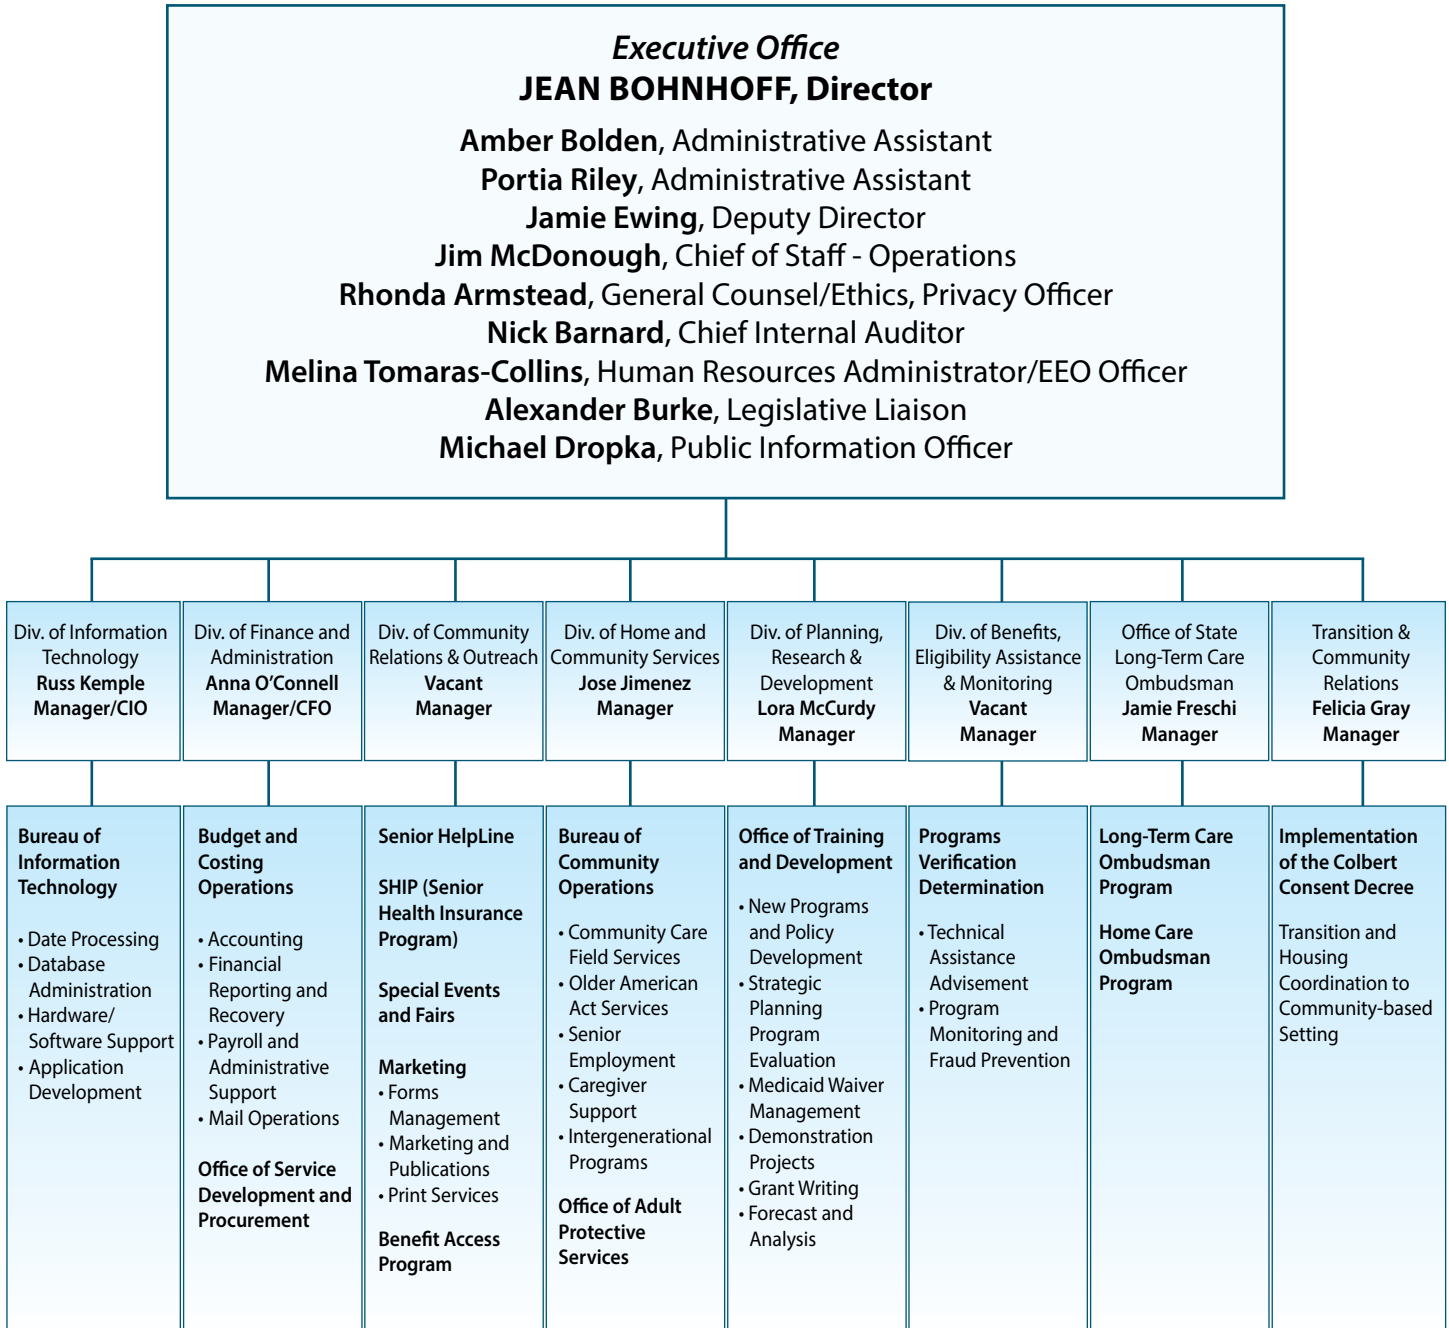 Executive Office
JEAN BOHNHOFF, Director
Amber Bolden, Administrative Assistant
Portia Riley, Administrative Assistant
Jamie Ewing, Deputy Director
Jim McDonough, Chief of Staff - Operations
Rhonda Armstead, General Counsel/Ethics, Privacy Officer
Nick Barnard, Chief Internal Auditor
Melina Tomaras-Collins, Human Resources Administrator/EEO Officer
Alexander Burke, Legislative Liaison
Michael Dropka, Public Information Officer
Div. of Information
Technology
Russ Kemple
Manager/CIO
Div. of Finance and
Administration
Anna O’Connell
Manager/CFO
Div. of Community
Relations & Outreach
Vacant
Manager
Div. of Home and
Community Services
Jose Jimenez
Manager
Div. of Planning,
Research &
Development
Lora McCurdy
Manager
Div. of Benefits,
Eligibility Assistance
& Monitoring
Vacant
Manager
Office of State
Long-Term Care
Ombudsman
Jamie Freschi
Manager
Transition &
Community
Relations
Felicia Gray
Manager
Bureau of
Information
Technology
• Date Processing
• Database
Administration
• Hardware/
Software Support
• Application
Development
Budget and
Costing
Operations
• Accounting
• Financial
Reporting and
Recovery
• Payroll and
Administrative
Support
• Mail Operations
Office of Service
Development and
Procurement
Senior HelpLine
SHIP (Senior
Health Insurance
Program)
Special Events
and Fairs
Marketing
• Forms
Management
• Marketing and
Publications
• Print Services
Benefit Access
Program
Bureau of
Community
Operations
• Community Care
Field Services
• Older American
Act Services
• Senior
Employment
• Caregiver
Support
• Intergenerational
Programs
Office of Adult
Protective
Services
Office of Training
and Development
• New Programs
and Policy
Development
• Strategic
Planning
Program
Evaluation
• Medicaid Waiver
Management
• Demonstration
Projects
• Grant Writing
• Forecast and
Analysis
Programs
Verification
Determination
• Technical
Assistance
Advisement
• Program
Monitoring and
Fraud Prevention
Long-Term Care
Ombudsman
Program
Home Care
Ombudsman
Program
Implementation
of the Colbert
Consent Decree
Transition and
Housing
Coordination to
Community-based
Setting